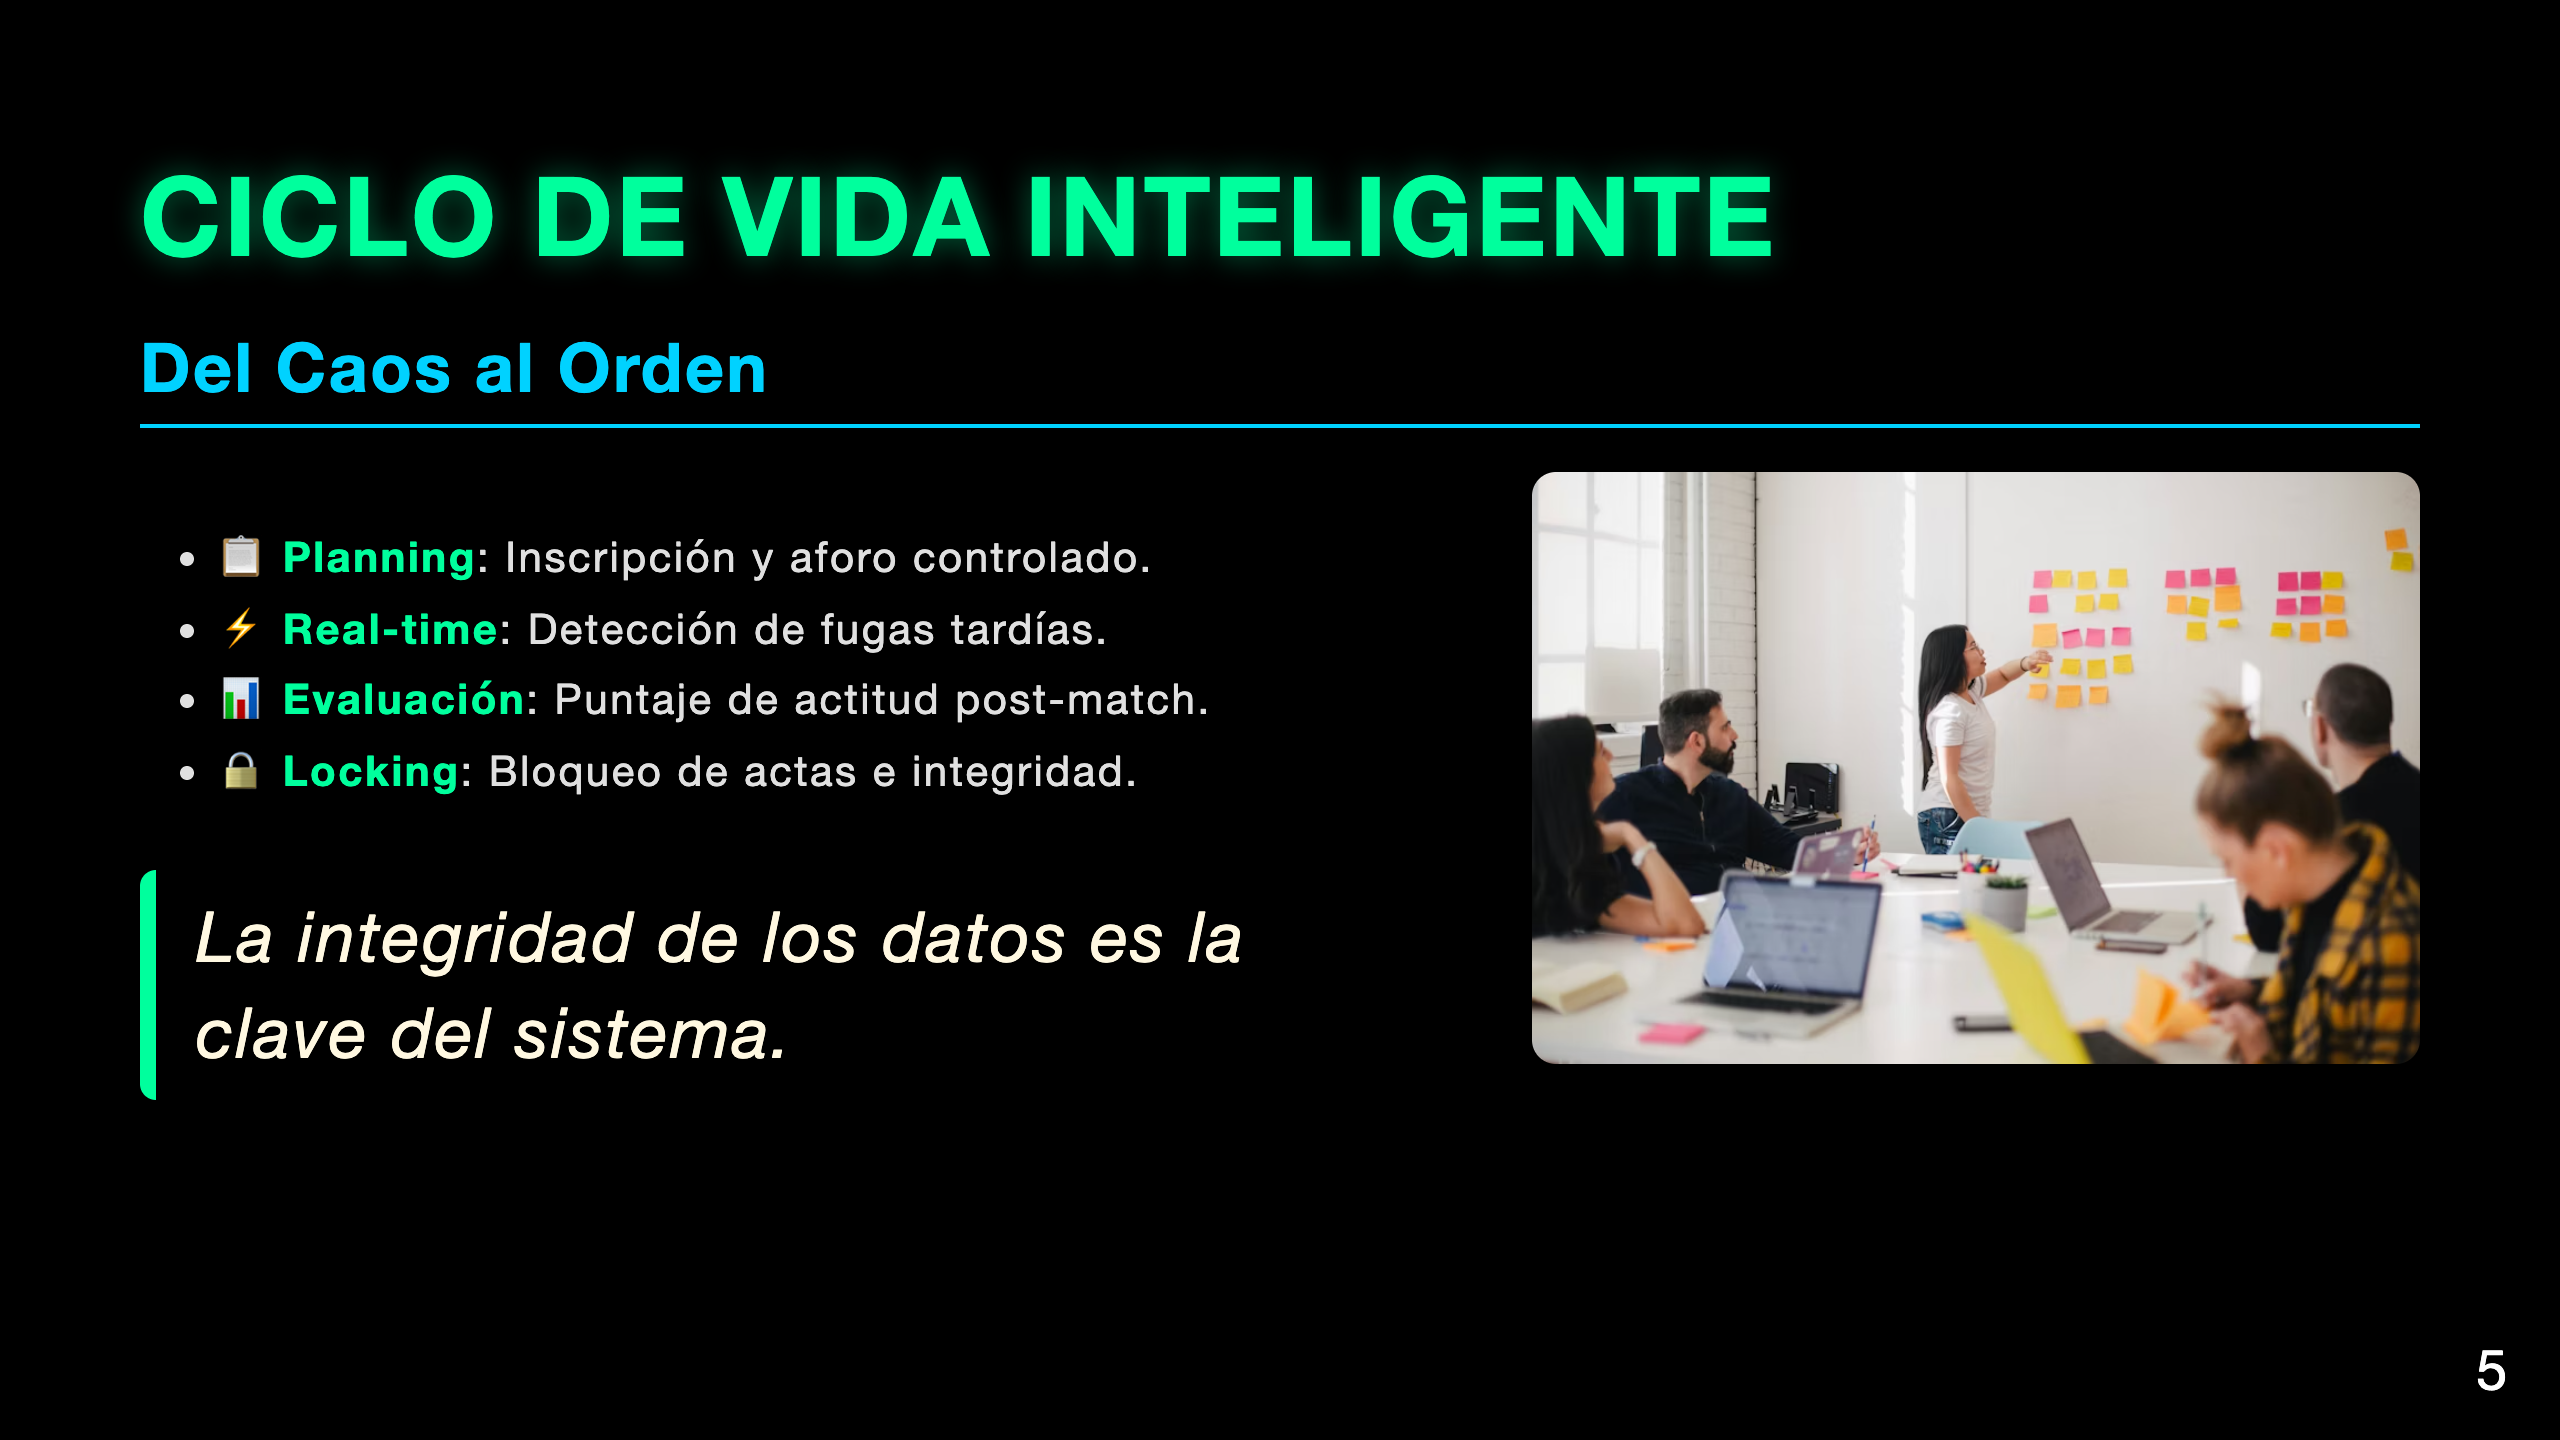 CICLO DE VIDA INTELIGENTE
Del Caos al Orden
• 📋 Planning: Inscripción y aforo controlado.
• ⚡ Real-time: Detección de fugas tardías.
• 📊 Evaluación: Puntaje de actitud post-match.
• 🔒 Locking: Bloqueo de actas e integridad.
La integridad de los datos es la
clave del sistema.
5